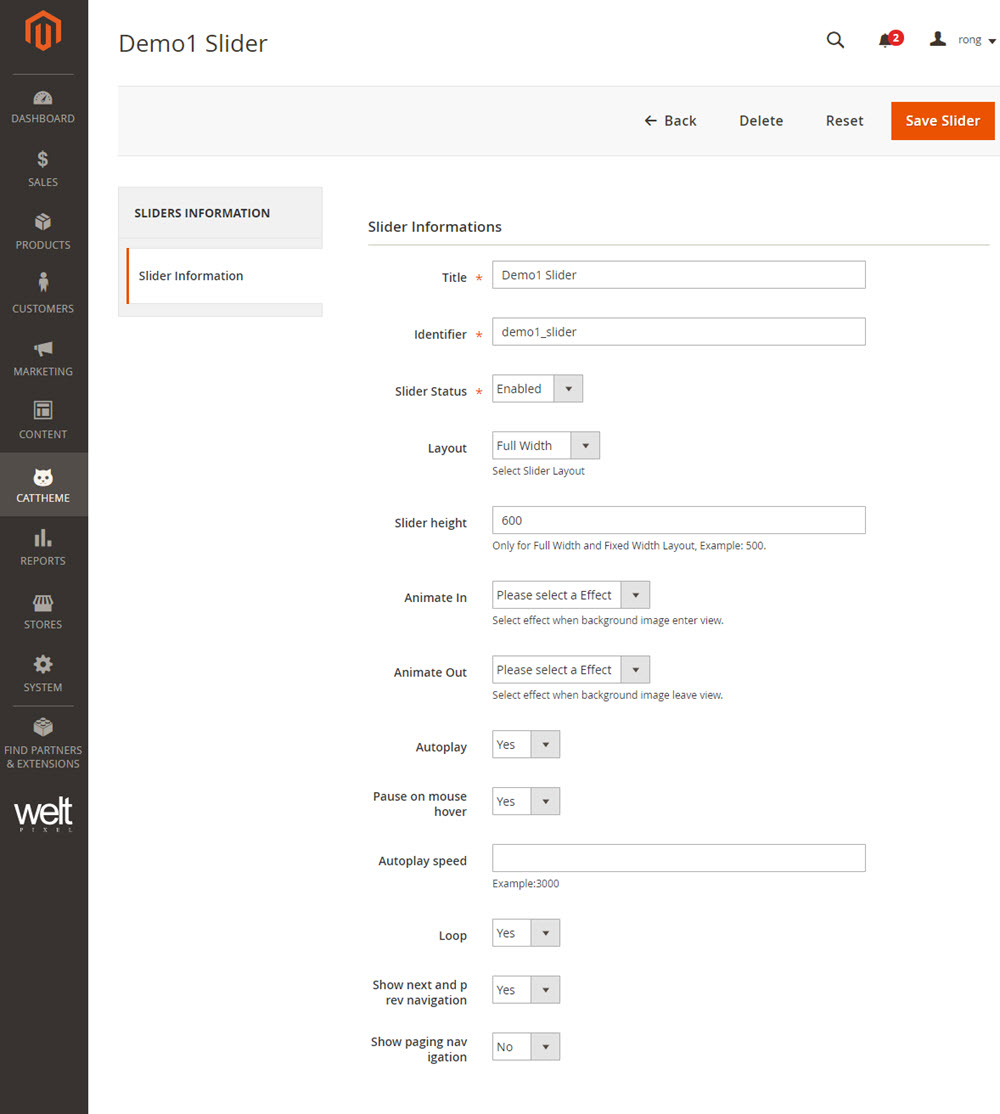 Demo1 Slider
2
rong
Back
Delete
Reset
Save Slider
DASHBOARD
SALES
PRODUCTS
CUSTOMERS
MARKETING
CONTENT
CATTHEME
REPORTS
STORES
SYSTEM
FIND PARTNERS
& EXTENSIONS
welt
PIXEL
SLIDERS INFORMATION
Slider Information
Slider Informations
Title *
Demo1 Slider
Identifier *
demo1_slider
Slider Status *
Enabled
Layout
Full Width
Select Slider Layout
Slider height
600
Only for Full Width and Fixed Width Layout, Example: 500.
Animate In
Please select a Effect
Select effect when background image enter view.
Animate Out
Please select a Effect
Select effect when background image leave view.
Autoplay
Yes
Pause on mouse
hover
Yes
Autoplay speed
Example:3000
Loop
Yes
Show next and p
rev navigation
Yes
Show paging nav
igation
No